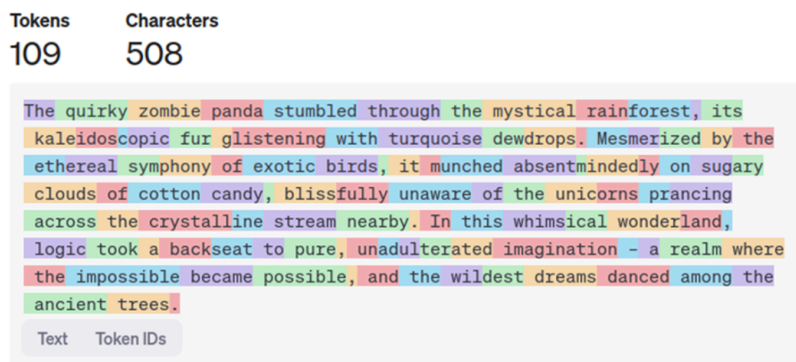 Tokens Characters
109 508
The quirky zombie panda stumbled through the mystical rainforest, its
kaleidoscopic fur glistening with turquoise dewdrops. Mesmerized by the
ethereal symphony of exotic birds, it munched absentmindedly on sugary
clouds of cotton candy, blissfully unaware of the unicorns prancing
across the crystalline stream nearby. In this whimsical wonderland,
logic took a backseat to pure, unadulterated imagination – a realm where
the impossible became possible, and the wildest dreams danced among the
ancient trees.
Text Token IDs